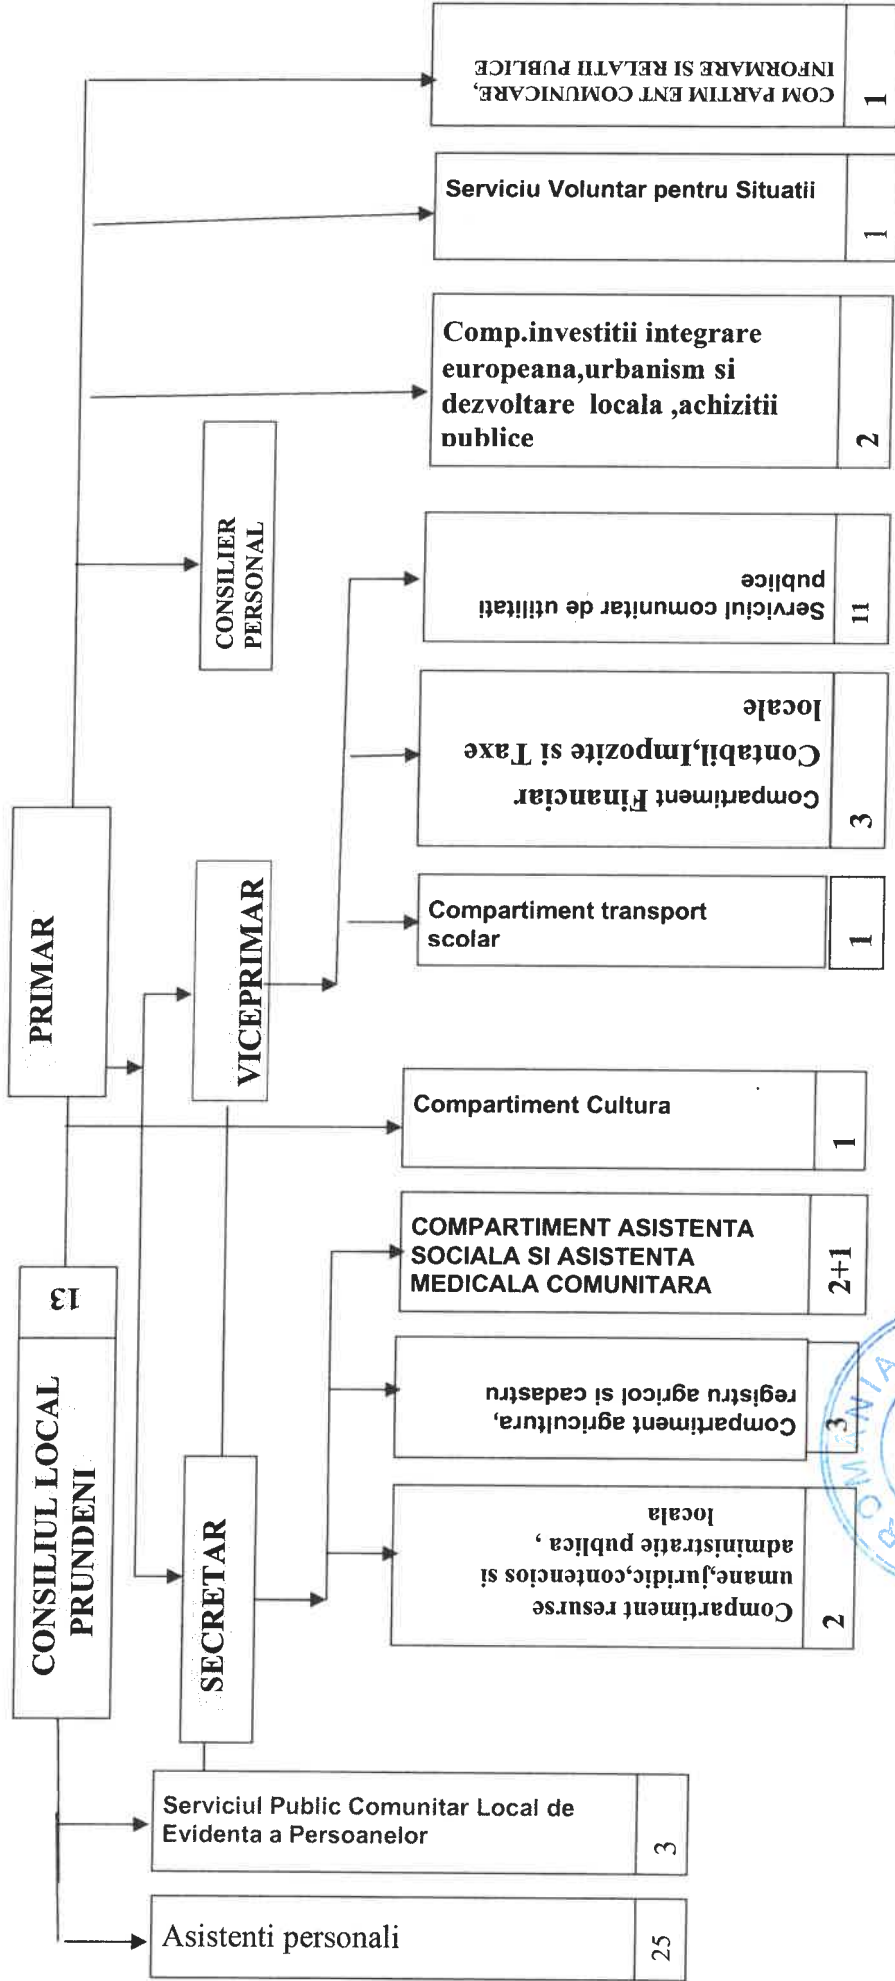 CONSILIUL LOCAL
PRUNDENI
13
PRIMAR
SECRETAR
VICEPRIMAR
CONSILIER
PERSONAL
Asistenti personali
25
Serviciul Public Comunitar Local de
Evidenta a Persoanelor
3
Compartiment resurse
umane,juridic,contencios si
administratie publica ,
locala
2
Compartiment agricultura,
registru agricol si cadastru
3
COMPARTIMENT ASISTENTA
SOCIALA SI ASISTENTA
MEDICALA COMUNITARA
2+1
Compartiment Cultura
1
Compartiment transport
scolar
1
Compartiment Financiar
Contabil,Impozite si Taxe
locale
3
Serviciul comunitar de utilitati
publice
11
Comp.investitii integrare
europeana,urbanism si
dezvoltare locala ,achizitii
publice
2
Serviciu Voluntar pentru Situatii
1
COM PARTIM ENT COMUNICARE,
INFORMARE SI RELATII PUBLICE
1
ROMANIA